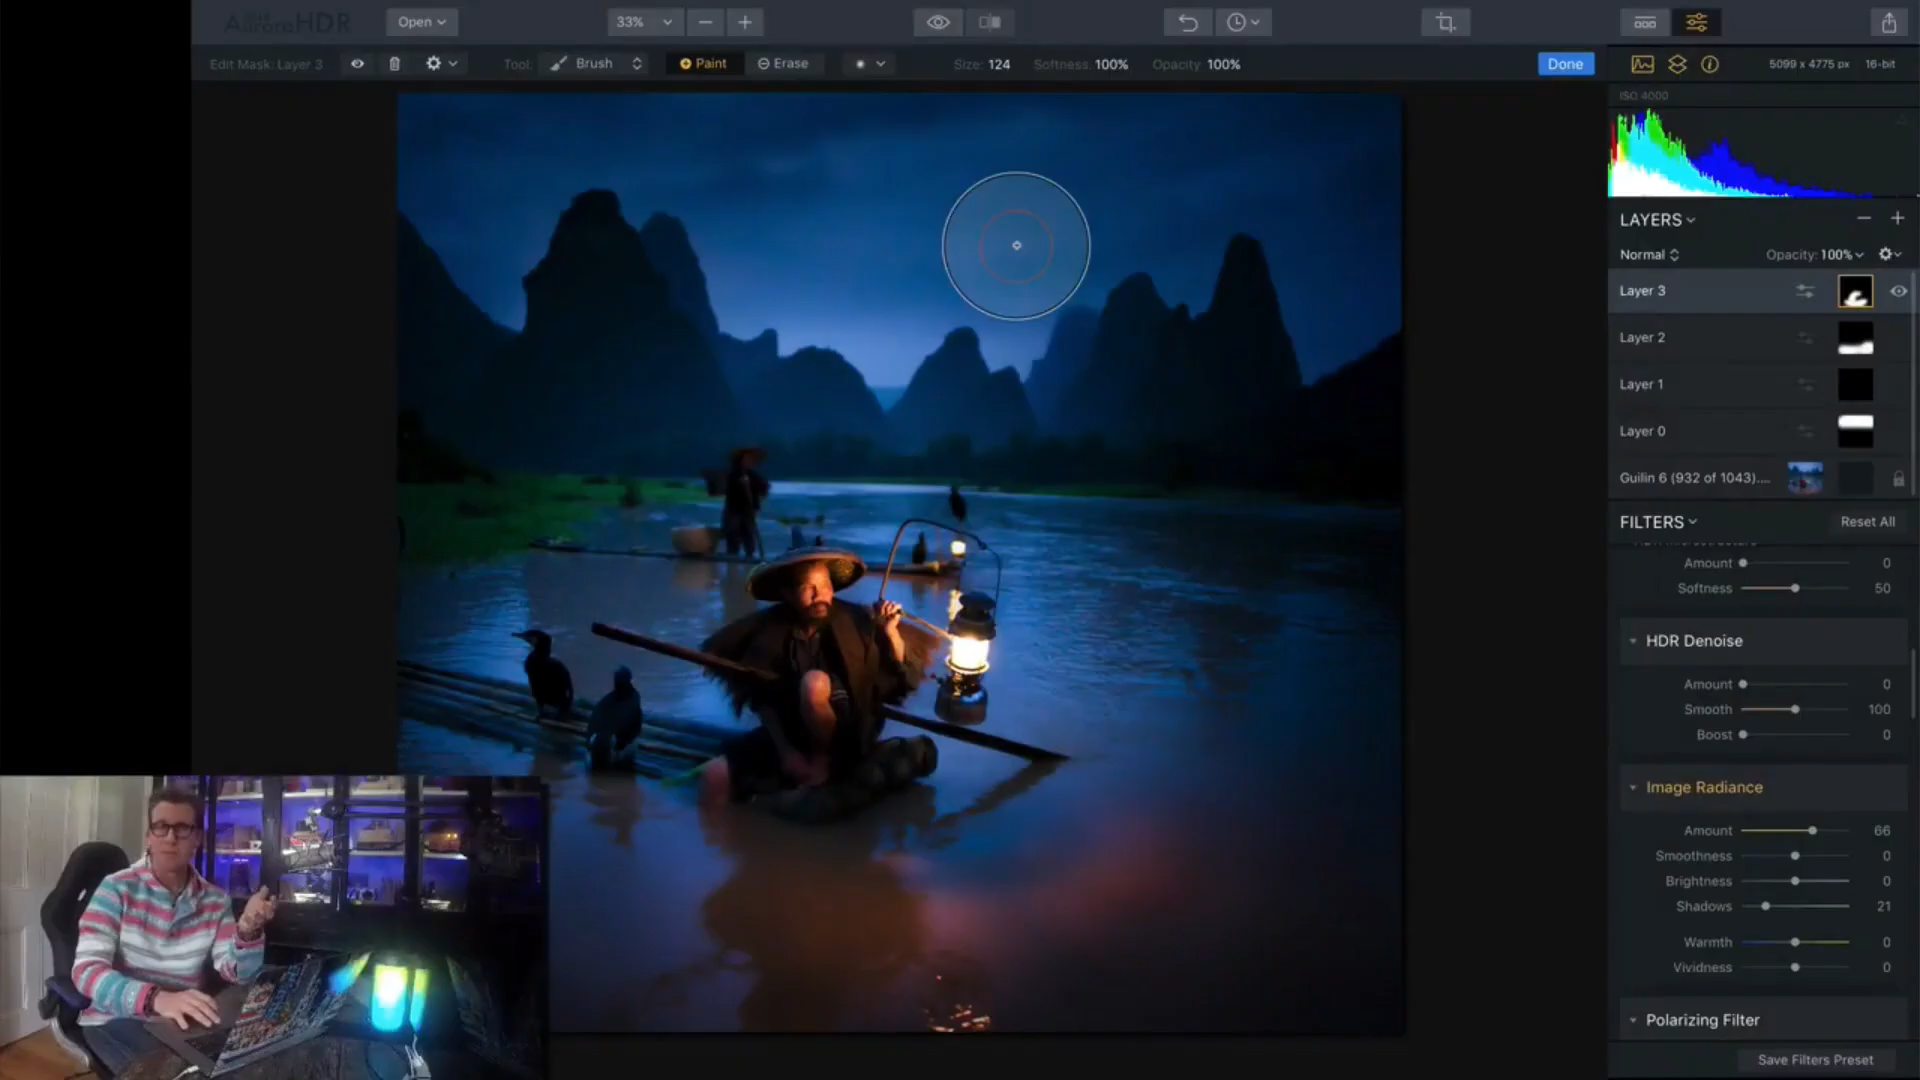 AuroraHDR
2018
Open
33%
Edit Mask: Layer 3
Tool:
Brush
Paint
Erase
Size: 124
Softness: 100%
Opacity: 100%
Done
5099 x 4775 px
16-bit
ISO 4000
LAYERS
Normal
Opacity: 100%
Layer 3
Layer 2
Layer 1
Layer 0
Guilin 6 (932 of 1043)....
FILTERS
Reset All
Amount 0
Softness 50
HDR Denoise
Amount 0
Smooth 100
Boost 0
Image Radiance
Amount 66
Smoothness 0
Brightness 0
Shadows 21
Warmth 0
Vividness 0
Polarizing Filter
Save Filters Preset